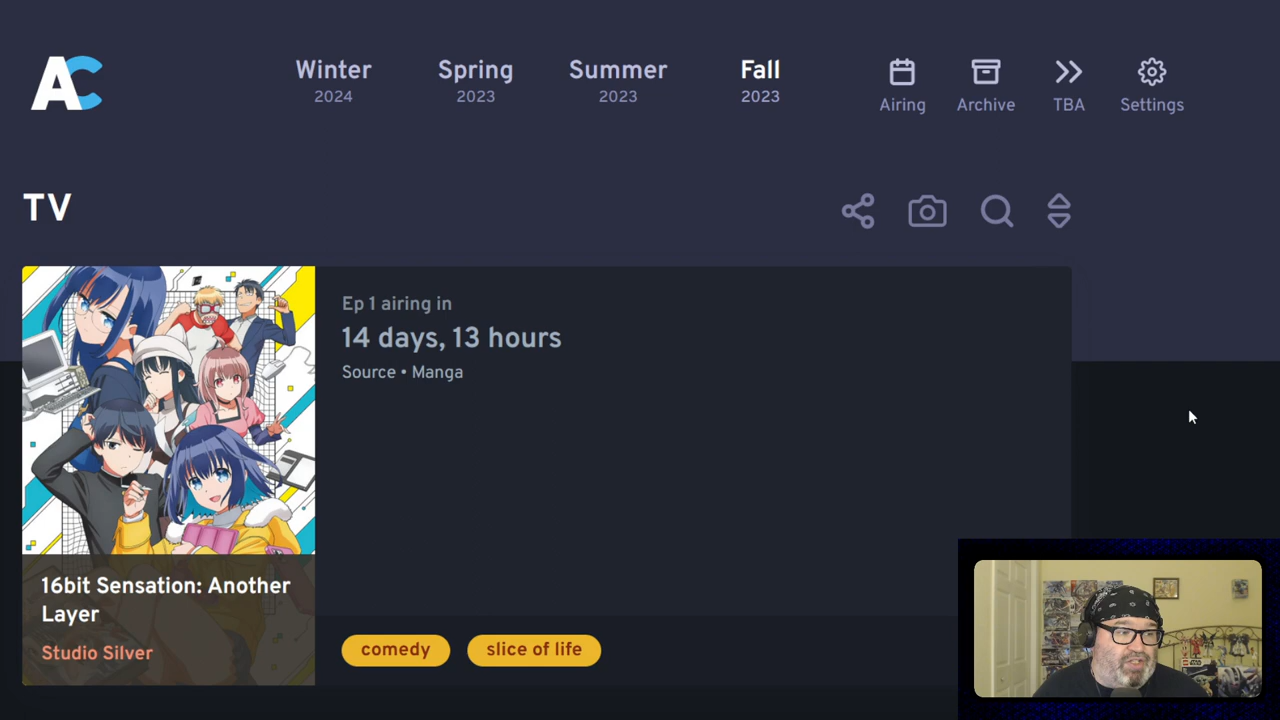 AC
Winter
2024
Spring
2023
Summer
2023
Fall
2023
Airing
Archive
TBA
Settings
TV
Ep 1 airing in
14 days, 13 hours
Source • Manga
16bit Sensation: Another
Layer
Studio Silver
comedy
slice of life